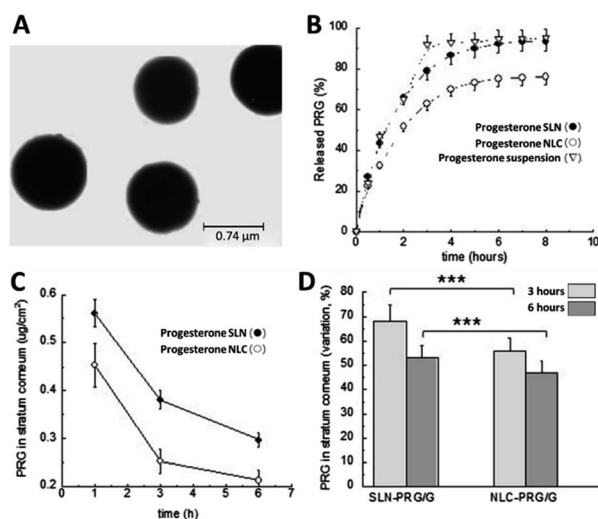 A
0.74 µm
B
100
80
60
40
20
0
Released PRG (%)
Progesterone SLN (●)
Progesterone NLC (○)
Progesterone suspension (▽)
0 2 4 6 8 10
time (hours)
C
0.6
0.5
0.4
0.3
0.2
PRG in stratum corneum (ug/cm²)
Progesterone SLN (●)
Progesterone NLC (○)
0 1 2 3 4 5 6 7
time (h)
D
80
70
60
50
40
30
20
10
0
PRG in stratum corneum (variation, %)
***
***
3 hours
6 hours
SLN-PRG/G NLC-PRG/G